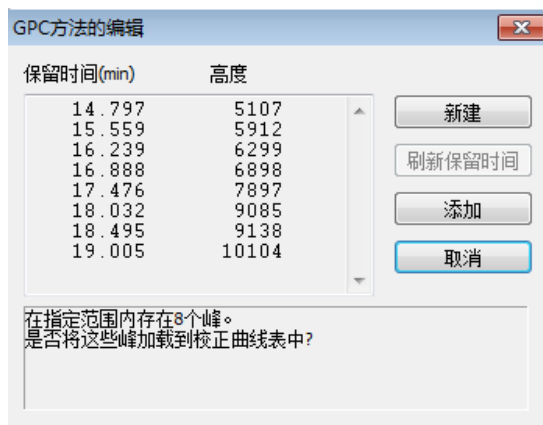 GPC方法的编辑
保留时间(min) 高度
14.797 5107
15.559 5912
16.239 6299
16.888 6898
17.476 7897
18.032 9085
18.495 9138
19.005 10104
新建
刷新保留时间
添加
取消
在指定范围内存在8个峰。
是否将这些峰加载到校正曲线表中?